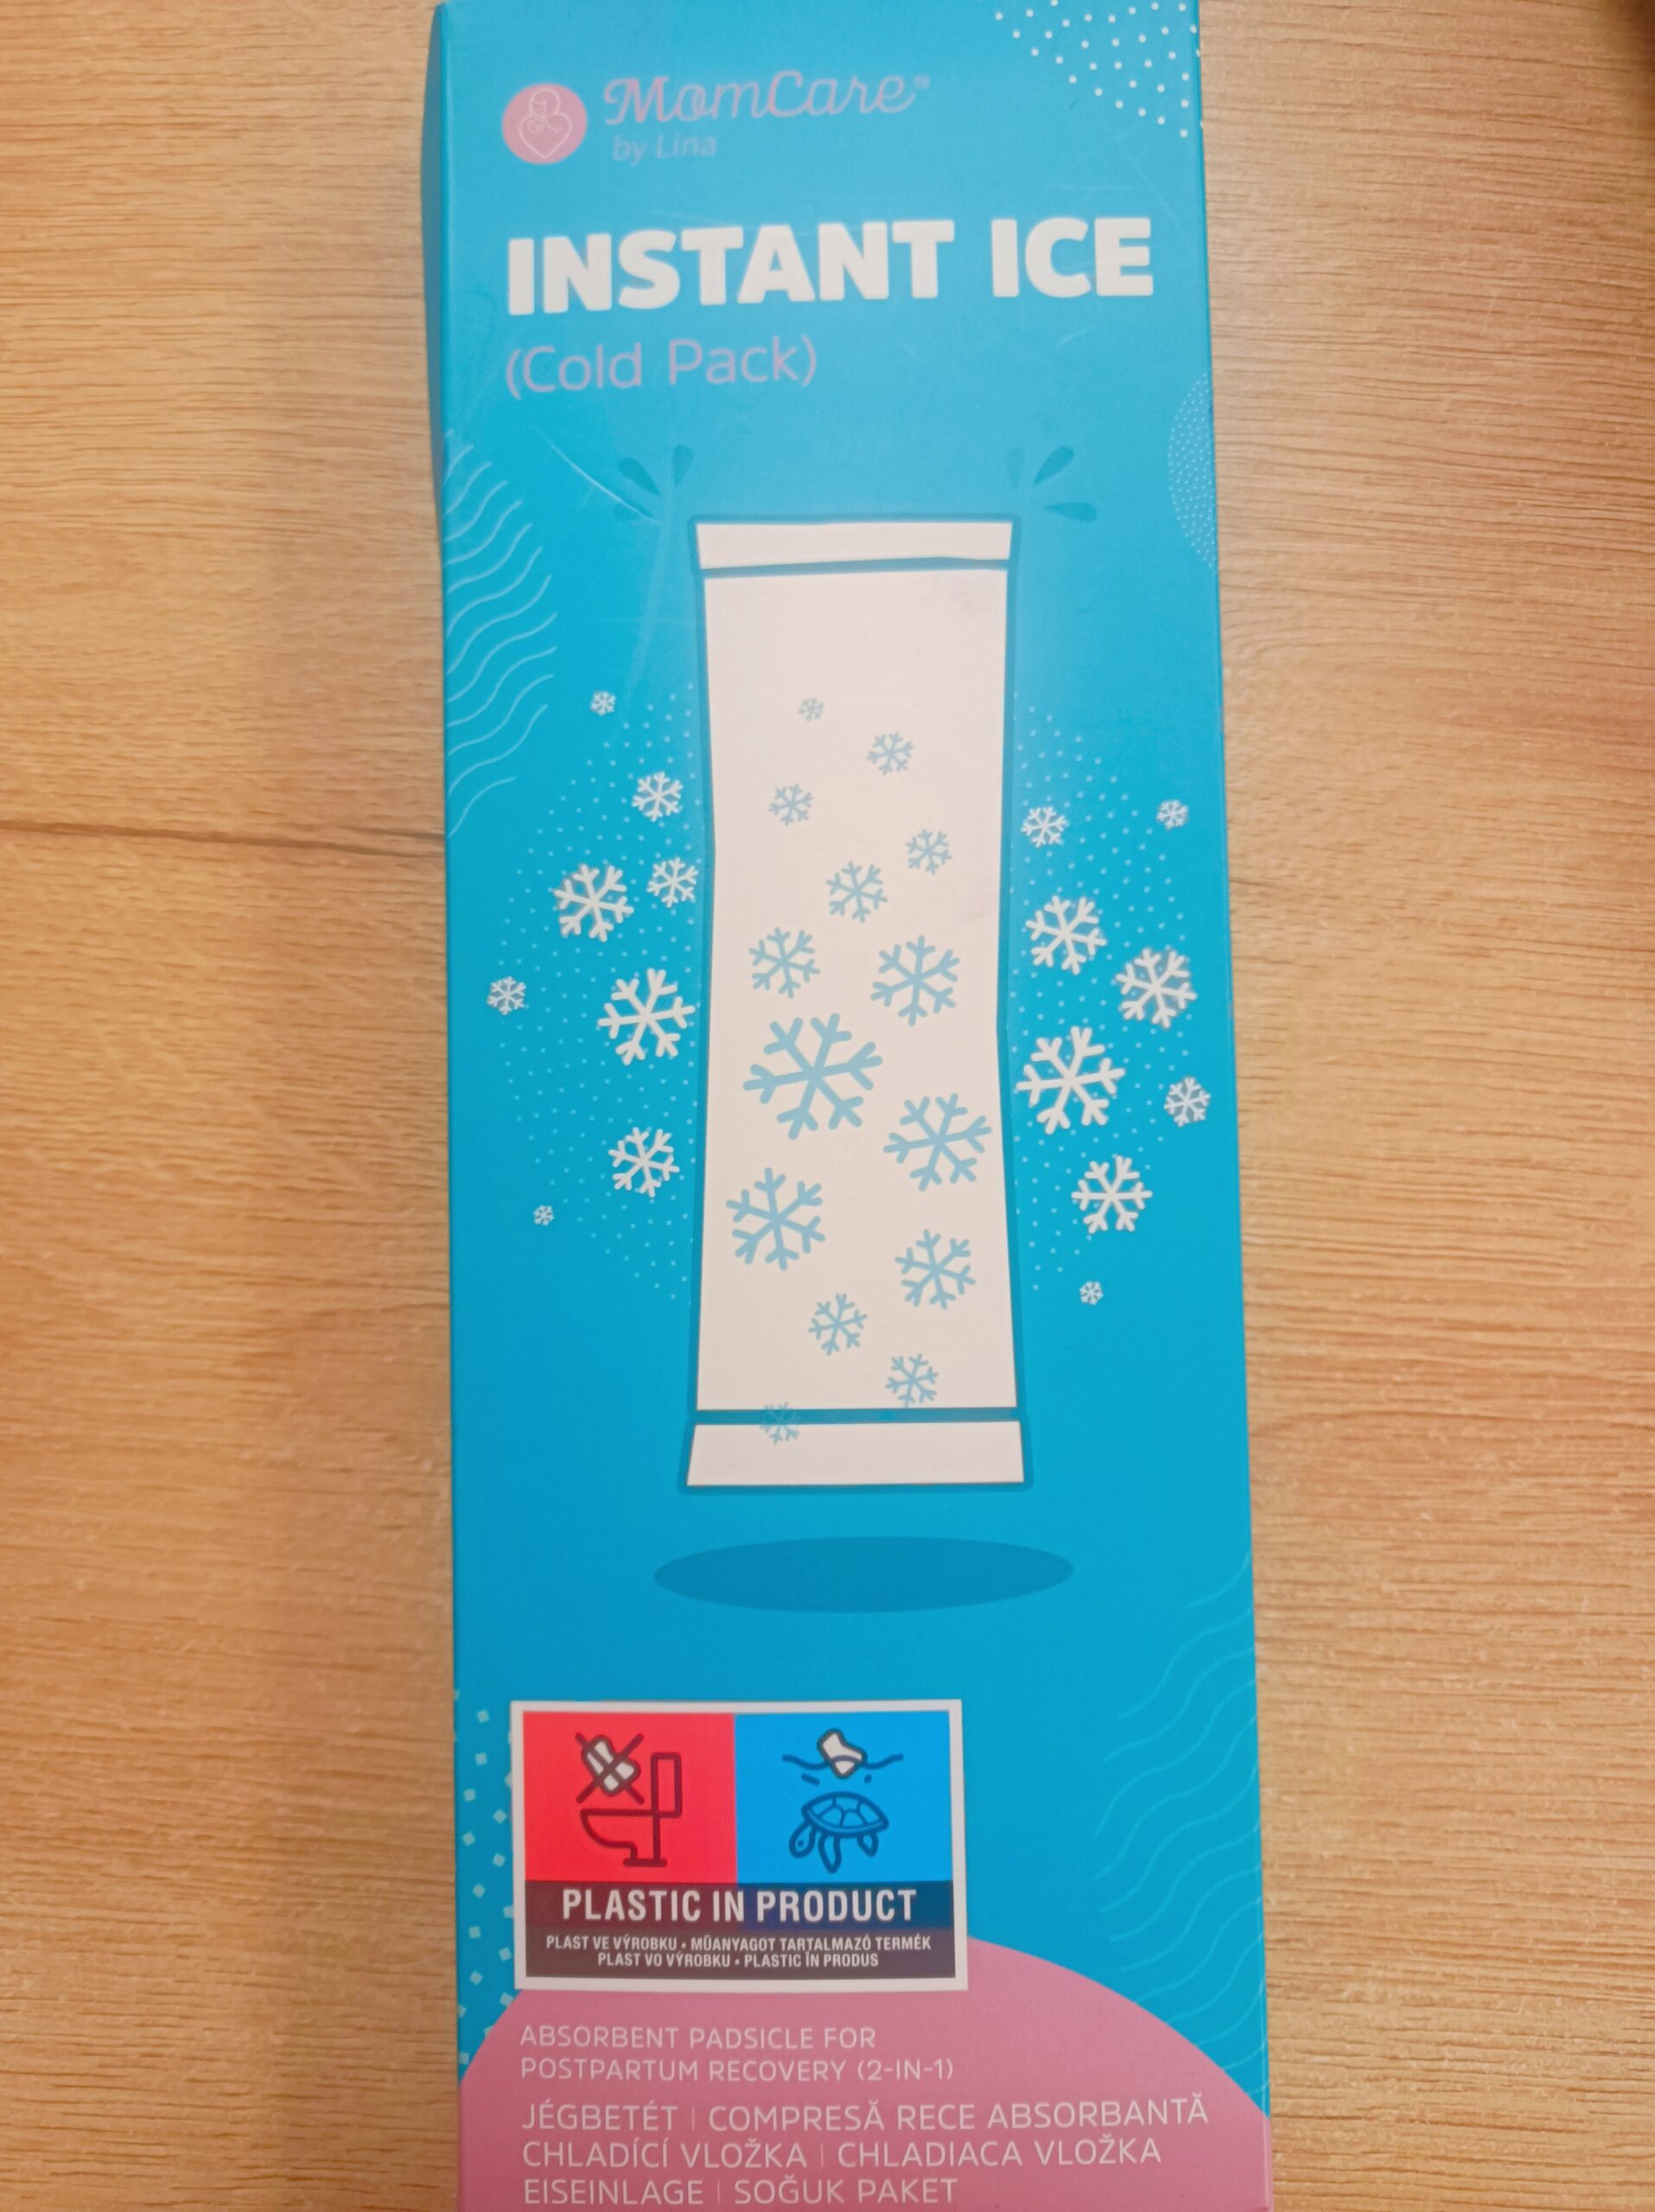 MomCare®
by Lina
INSTANT ICE
(Cold Pack)
PLASTIC IN PRODUCT
PLAST VE VÝROBKU • MŰANYAGOT TARTALMAZÓ TERMÉK
PLAST VO VÝROBKU • PLASTIC ÎN PRODUS
ABSORBENT PADSICLE FOR
POSTPARTUM RECOVERY (2-IN-1)
JÉGBETÉT | COMPRESĂ RECE ABSORBANTĂ
CHLADÍCÍ VLOŽKA | CHLADIACA VLOŽKA
EISEINLAGE | SOĞUK PAKET